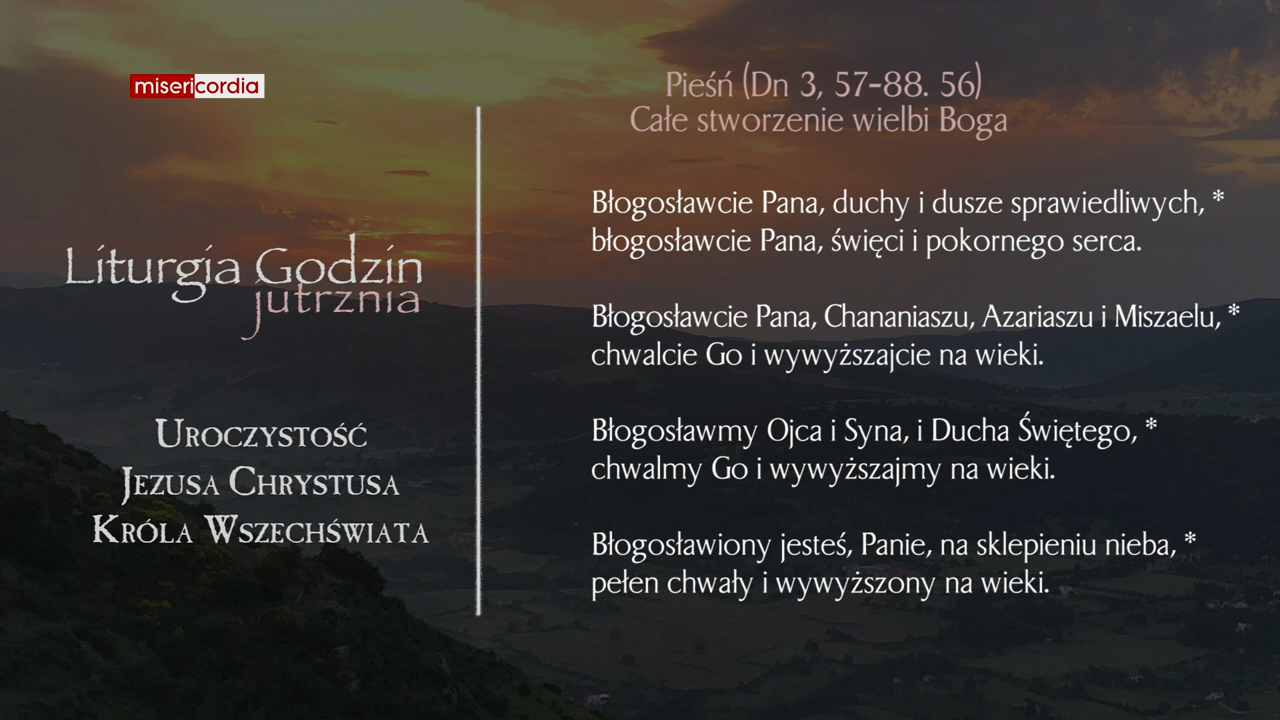 misericordia
Liturgia Godzin
jutrznia
Uroczystość
Jezusa Chrystusa
Króla Wszechświata
Pieśń (Dn 3, 57-88. 56)
Całe stworzenie wielbi Boga
Błogosławcie Pana, duchy i dusze sprawiedliwych, *
błogosławcie Pana, święci i pokornego serca.
Błogosławcie Pana, Chananiaszu, Azariaszu i Miszaelu, *
chwalcie Go i wywyższajcie na wieki.
Błogosławmy Ojca i Syna, i Ducha Świętego, *
chwalmy Go i wywyższajmy na wieki.
Błogosławiony jesteś, Panie, na sklepieniu nieba, *
pełen chwały i wywyższony na wieki.